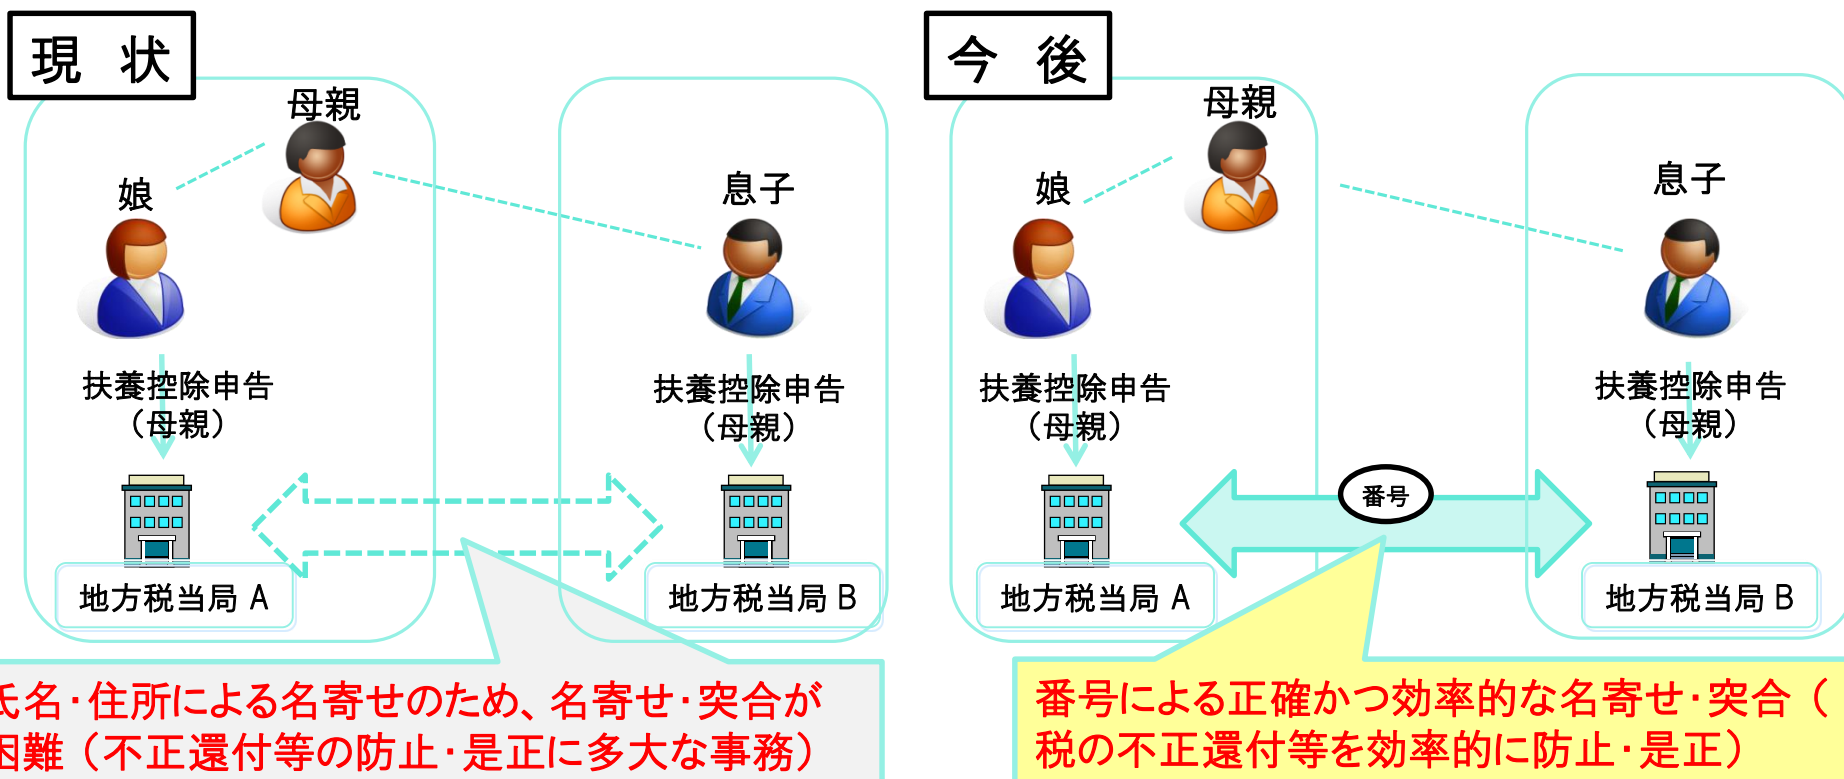 現　状
母親
娘
息子
扶養控除申告
（母親）
扶養控除申告
（母親）
地方税当局 A
地方税当局 B
氏名・住所による名寄せのため、名寄せ・突合が
困難（不正還付等の防止・是正に多大な事務）
今　後
母親
娘
息子
扶養控除申告
（母親）
扶養控除申告
（母親）
番号
地方税当局 A
地方税当局 B
番号による正確かつ効率的な名寄せ・突合（
税の不正還付等を効率的に防止・是正）